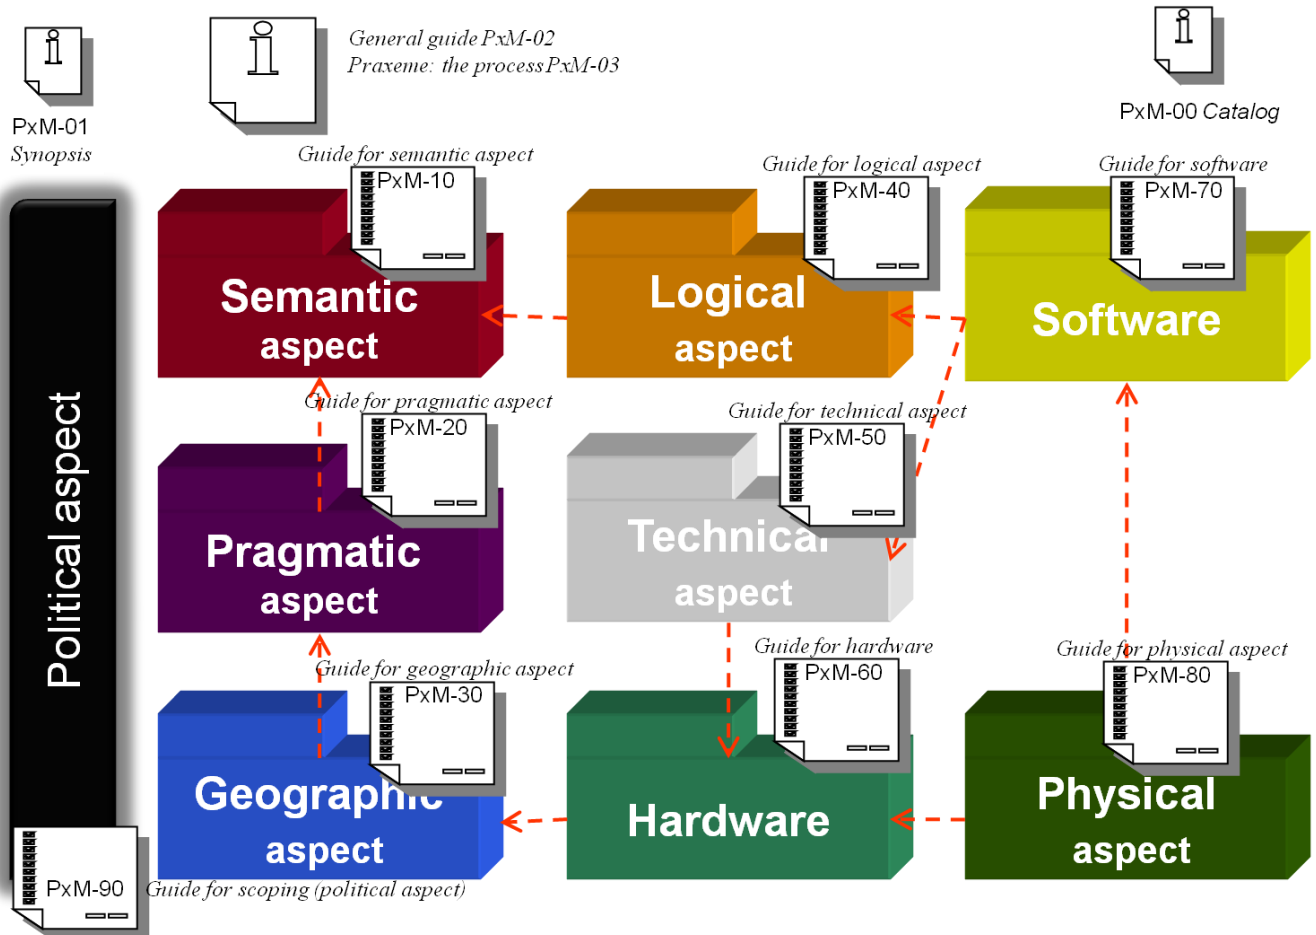 General guide PxM-02
Praxeme: the process PxM-03
PxM-01
Synopsis
PxM-00 Catalog
Guide for semantic aspect
PxM-10
Semantic
aspect
Guide for logical aspect
PxM-40
Logical
aspect
Guide for software
PxM-70
Software
Political aspect
Guide for pragmatic aspect
PxM-20
Pragmatic
aspect
Guide for technical aspect
PxM-50
Technical
aspect
Guide for geographic aspect
PxM-30
Geographic
aspect
Guide for hardware
PxM-60
Hardware
Guide for physical aspect
PxM-80
Physical
aspect
PxM-90
Guide for scoping (political aspect)